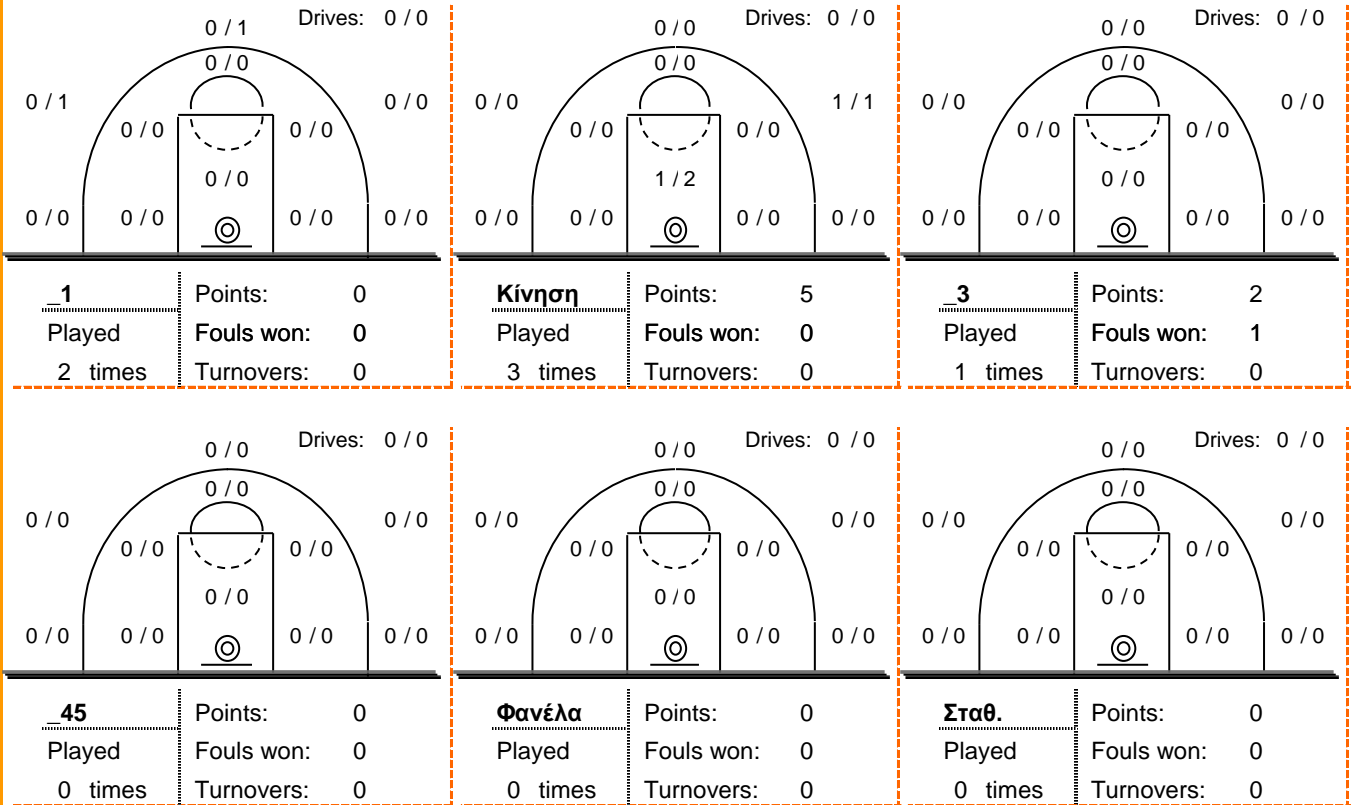 Drives: 0 / 0
0 / 1
0 / 0
0 / 1
0 / 0
0 / 0
0 / 0
0 / 0
0 / 0
0 / 0
0 / 0
0 / 0
_1
Points: 0
Played
Fouls won: 0
2 times
Turnovers: 0
Drives: 0 / 0
0 / 0
0 / 0
0 / 0
1 / 1
0 / 0
0 / 0
1 / 2
0 / 0
0 / 0
0 / 0
0 / 0
Κίνηση
Points: 5
Played
Fouls won: 0
3 times
Turnovers: 0
Drives: 0 / 0
0 / 0
0 / 0
0 / 0
0 / 0
0 / 0
0 / 0
0 / 0
0 / 0
0 / 0
0 / 0
0 / 0
_3
Points: 2
Played
Fouls won: 1
1 times
Turnovers: 0
Drives: 0 / 0
0 / 0
0 / 0
0 / 0
0 / 0
0 / 0
0 / 0
0 / 0
0 / 0
0 / 0
0 / 0
0 / 0
_45
Points: 0
Played
Fouls won: 0
0 times
Turnovers: 0
Drives: 0 / 0
0 / 0
0 / 0
0 / 0
0 / 0
0 / 0
0 / 0
0 / 0
0 / 0
0 / 0
0 / 0
0 / 0
Φανέλα
Points: 0
Played
Fouls won: 0
0 times
Turnovers: 0
Drives: 0 / 0
0 / 0
0 / 0
0 / 0
0 / 0
0 / 0
0 / 0
0 / 0
0 / 0
0 / 0
0 / 0
0 / 0
Σταθ.
Points: 0
Played
Fouls won: 0
0 times
Turnovers: 0